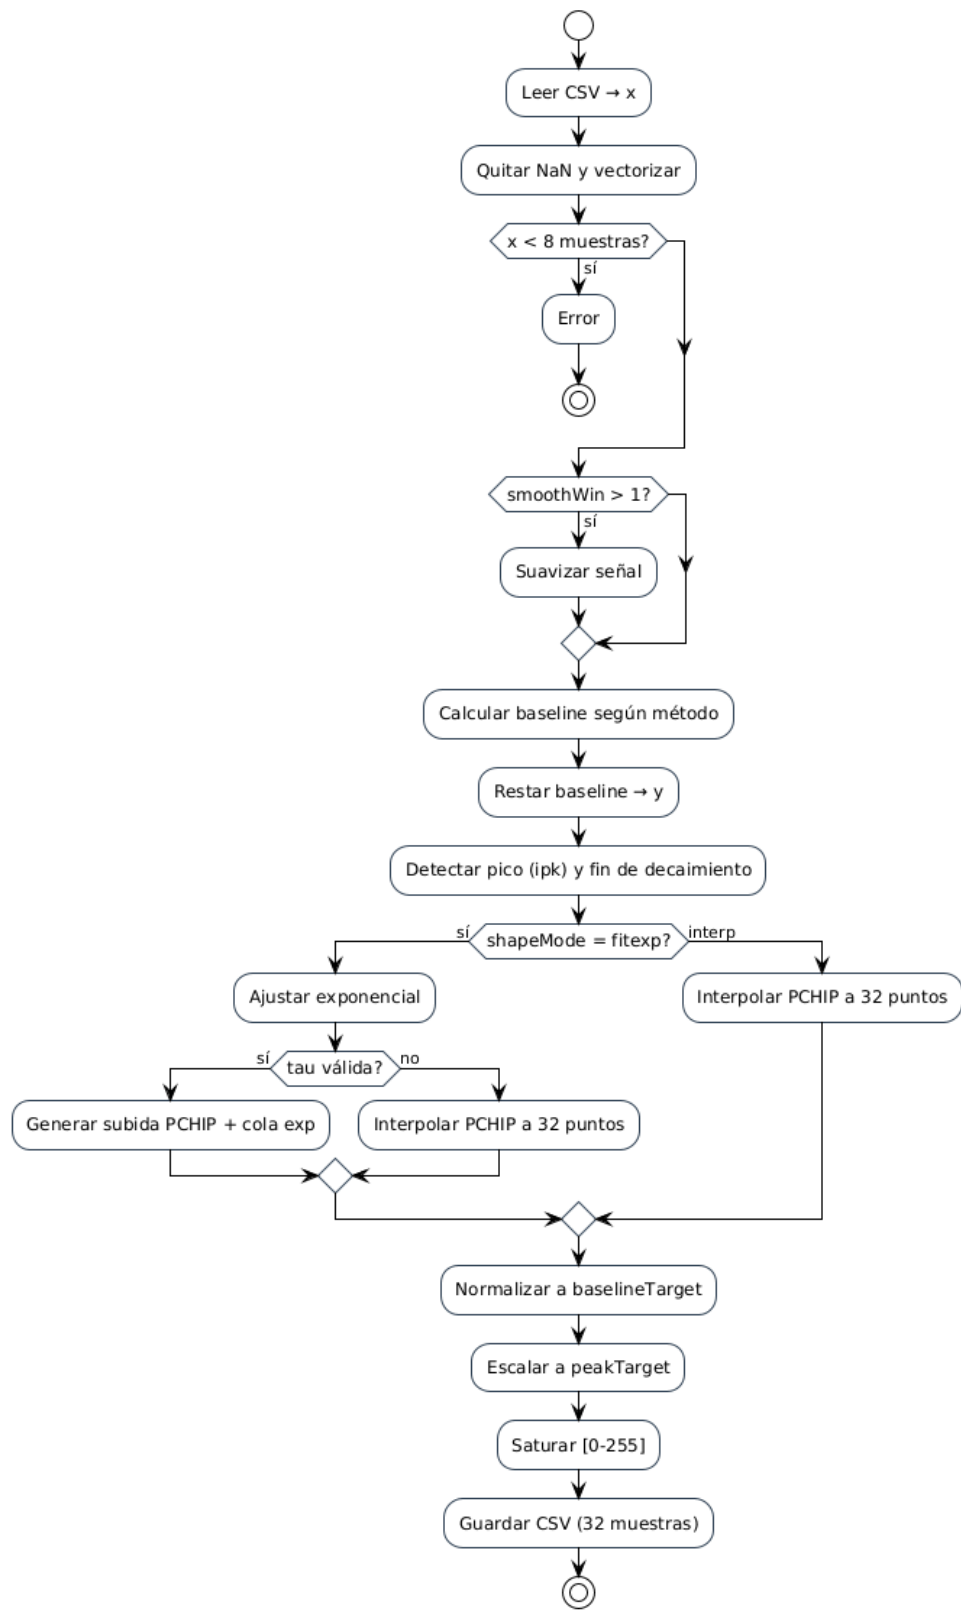 Leer CSV → x
Quitar NaN y vectorizar
x < 8 muestras?
sí
Error
smoothWin > 1?
sí
Suavizar señal
Calcular baseline según método
Restar baseline → y
Detectar pico (ipk) y fin de decaimiento
sí
shapeMode = fitexp?
interp
Ajustar exponencial
Interpolar PCHIP a 32 puntos
sí
tau válida?
no
Generar subida PCHIP + cola exp
Interpolar PCHIP a 32 puntos
Normalizar a baselineTarget
Escalar a peakTarget
Saturar [0-255]
Guardar CSV (32 muestras)